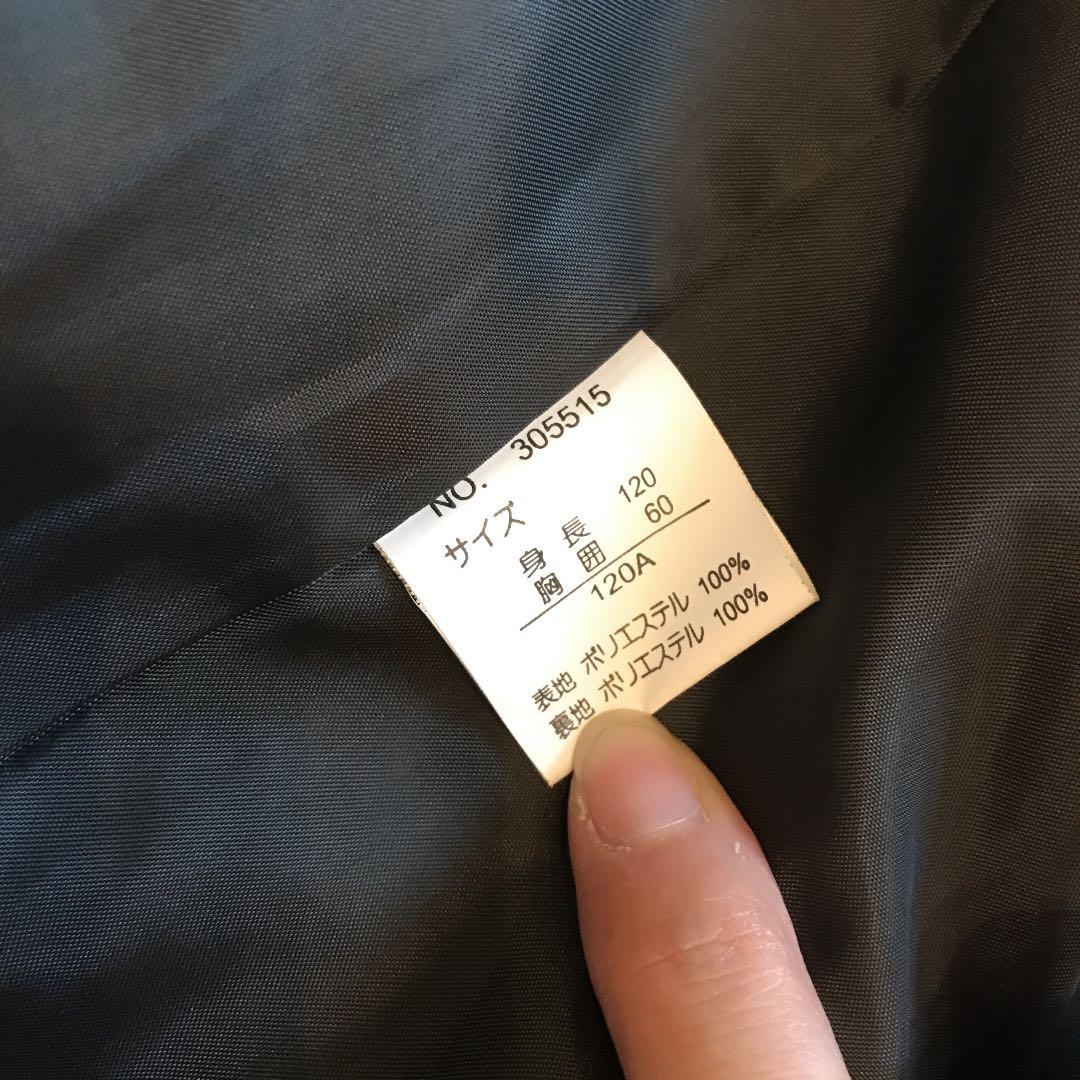 NO. 305515
サイズ
身 長 120
胸 囲 60
120A
表地 ポリエステル 100%
裏地 ポリエステル 100%